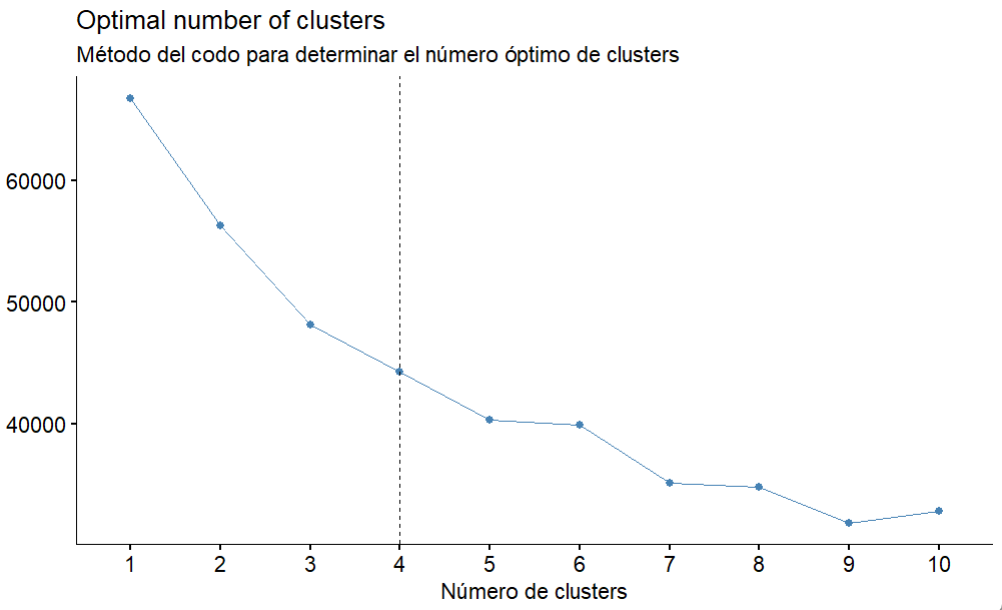 Optimal number of clusters
Método del codo para determinar el número óptimo de clusters
60000
50000
40000
1 2 3 4 5 6 7 8 9 10
Número de clusters